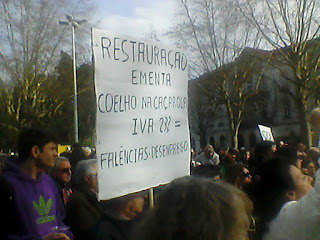 RESTAURAÇÃO
EMENTA
COELHO NA CAÇAROLA
IVA 23% =
FALÊNCIAS+DESEMPREGO